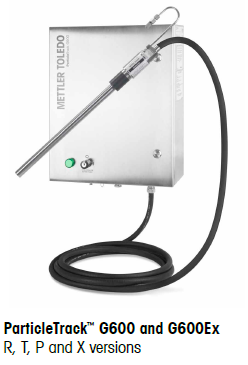 METTLER TOLEDO
ParticleTrack™ G600 and G600Ex
R, T, P and X versions